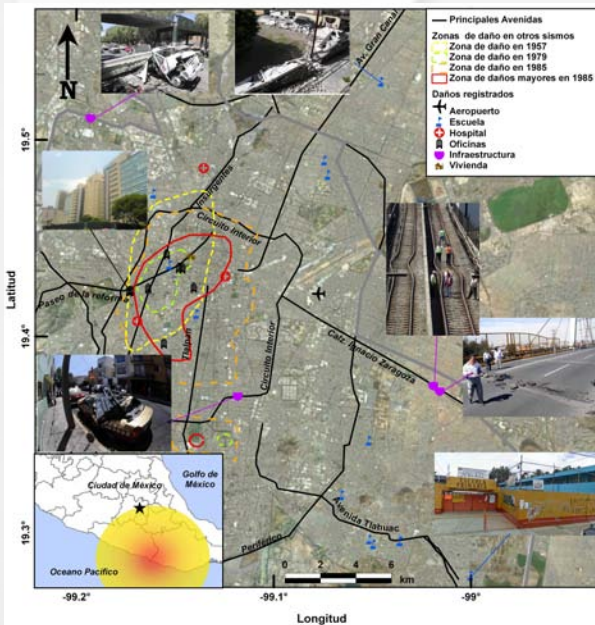 N
Principales Avenidas
Zonas de daño en otros sismos
Zona de daño en 1957
Zona de daño en 1979
Zona de daño en 1985
Zona de daños mayores en 1985
Daños registrados
Aeropuerto
Escuela
Hospital
Oficinas
Infraestructura
Vivienda
Av. Gran Canal
Insurgentes
Circuito interior
Paseo de la reforma
Tlalpan
Circuito Interior
Calz. Ignacio Zaragoza
Avenida Tlahuac
Periférico
Ciudad de México
Golfo de
México
Oceano Pacífico
19.5°
19.4°
19.3°
Latitud
0 2 4 6
km
-99.2° -99.1° -99°
Longitud